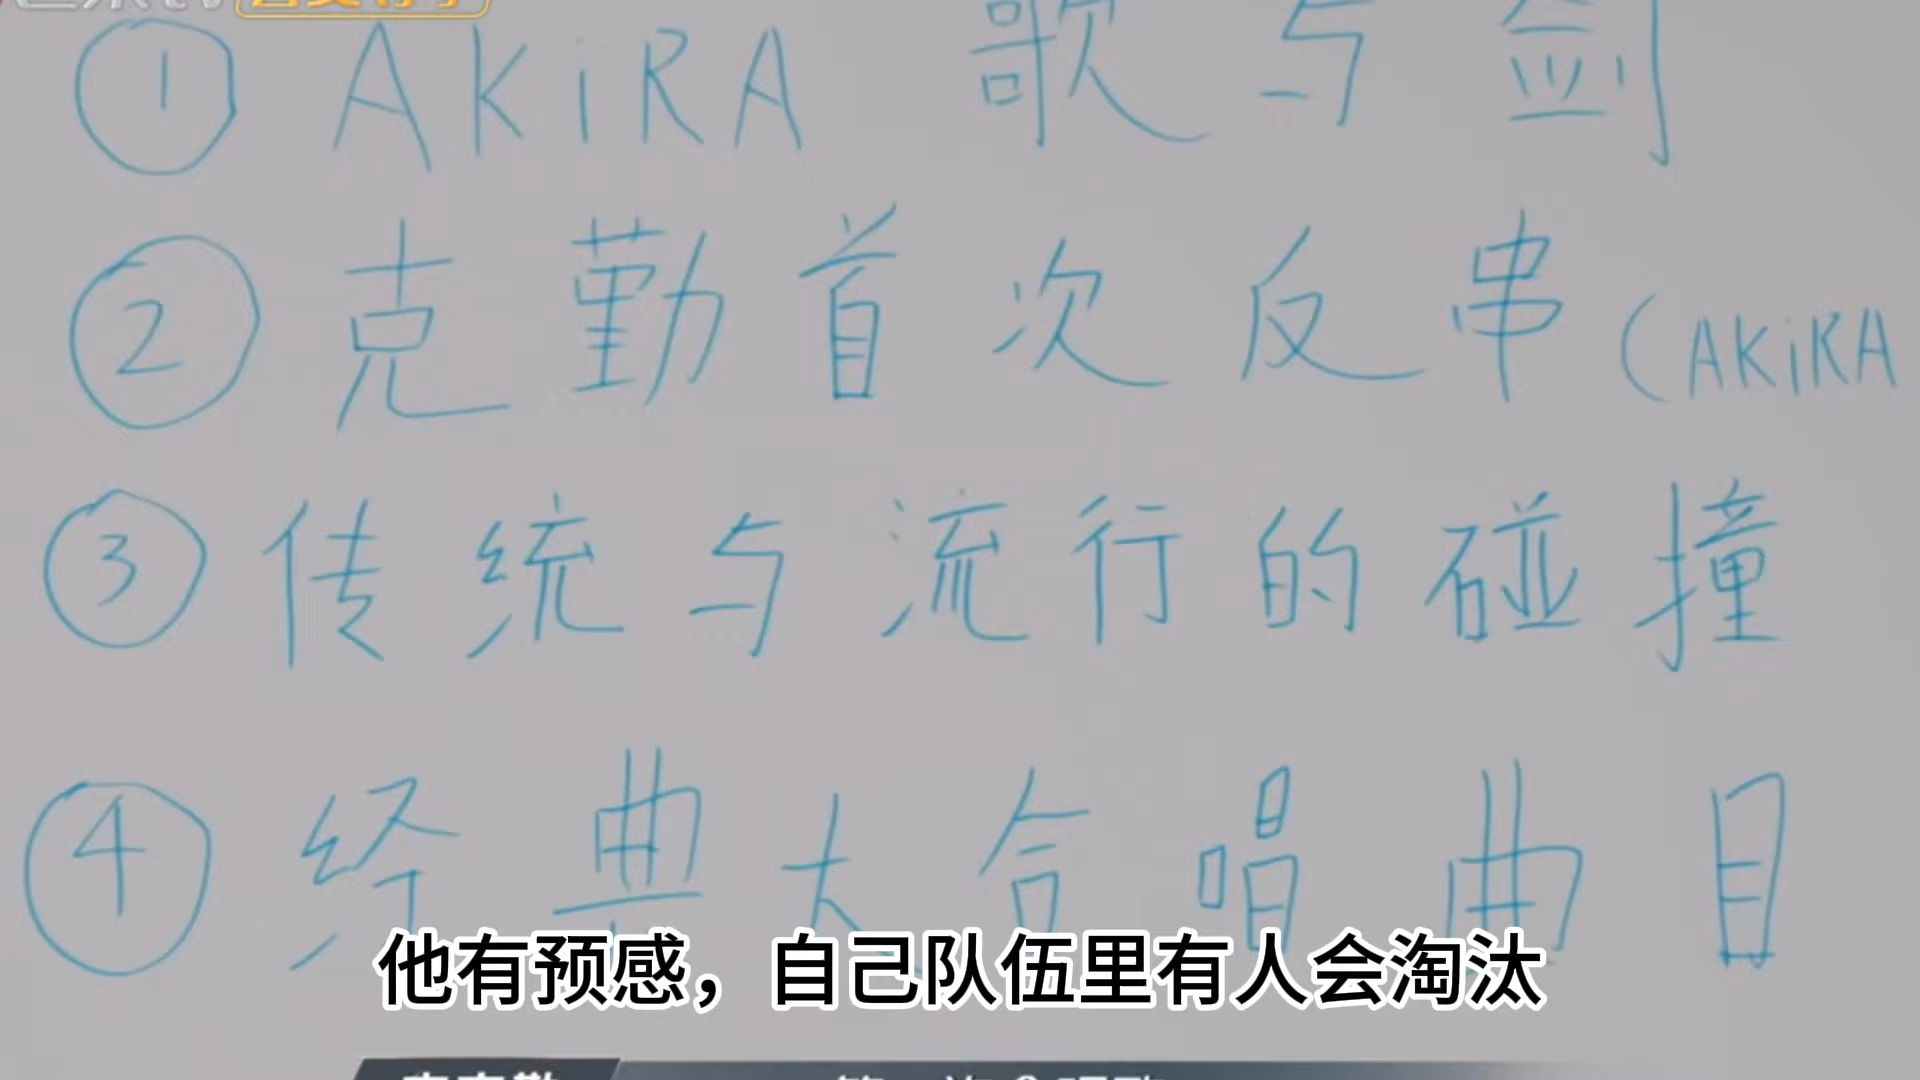 ① AKiRA 歌与剑
② 克勤首次反串（AKiRA
③ 传统与流行的碰撞
④ 经典大合唱曲目
他有预感，自己队伍里有人会淘汰